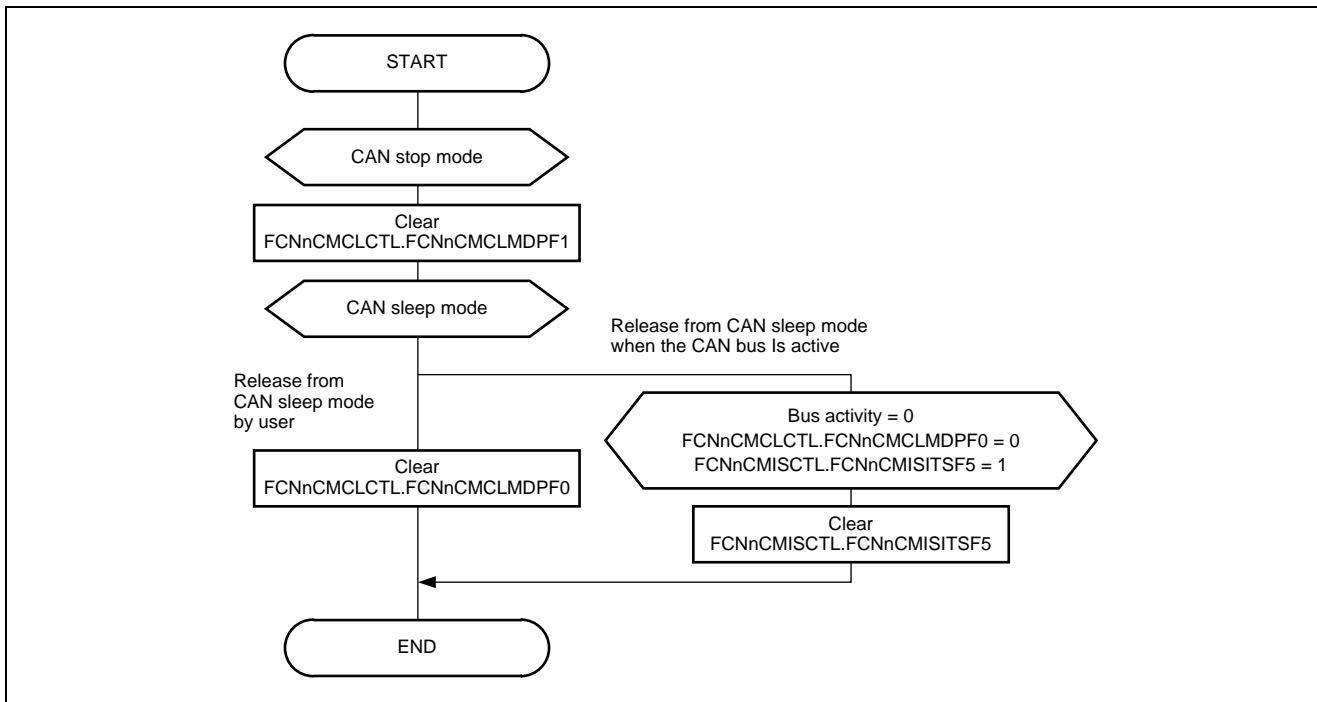 START
CAN stop mode
Clear
FCNnCMCLCTL.FCNnCMCLMDPF1
CAN sleep mode
Release from CAN sleep mode
when the CAN bus Is active
Release from
CAN sleep mode
by user
Bus activity = 0
FCNnCMCLCTL.FCNnCMCLMDPF0 = 0
FCNnCMISCTL.FCNnCMISITSF5 = 1
Clear
FCNnCMCLCTL.FCNnCMCLMDPF0
Clear
FCNnCMISCTL.FCNnCMISITSF5
END